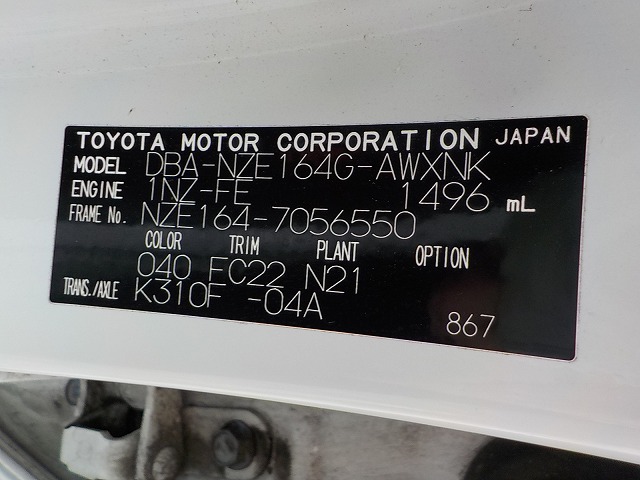 TOYOTA MOTOR CORPORATION JAPAN
MODEL DBA-NZE164G-AWXNK
ENGINE 1NZ-FE 1496 mL
FRAME No. NZE164-7056550
COLOR TRIM PLANT OPTION
040 FC22 N21
TRANS./AXLE K310F -04A
867